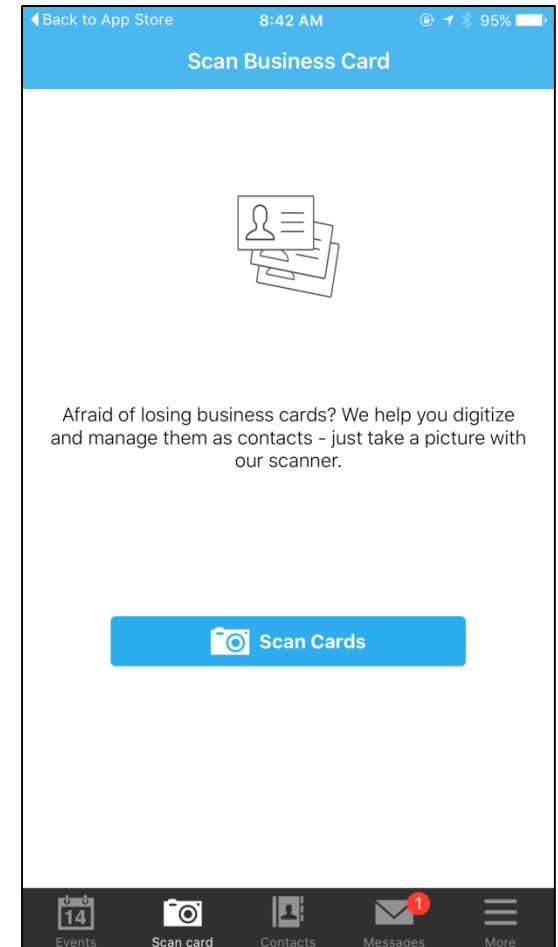 Back to App Store 8:42 AM 95%
Scan Business Card
Afraid of losing business cards? We help you digitize
and manage them as contacts - just take a picture with
our scanner.
Scan Cards
14 1
Events Scan card Contacts Messages More